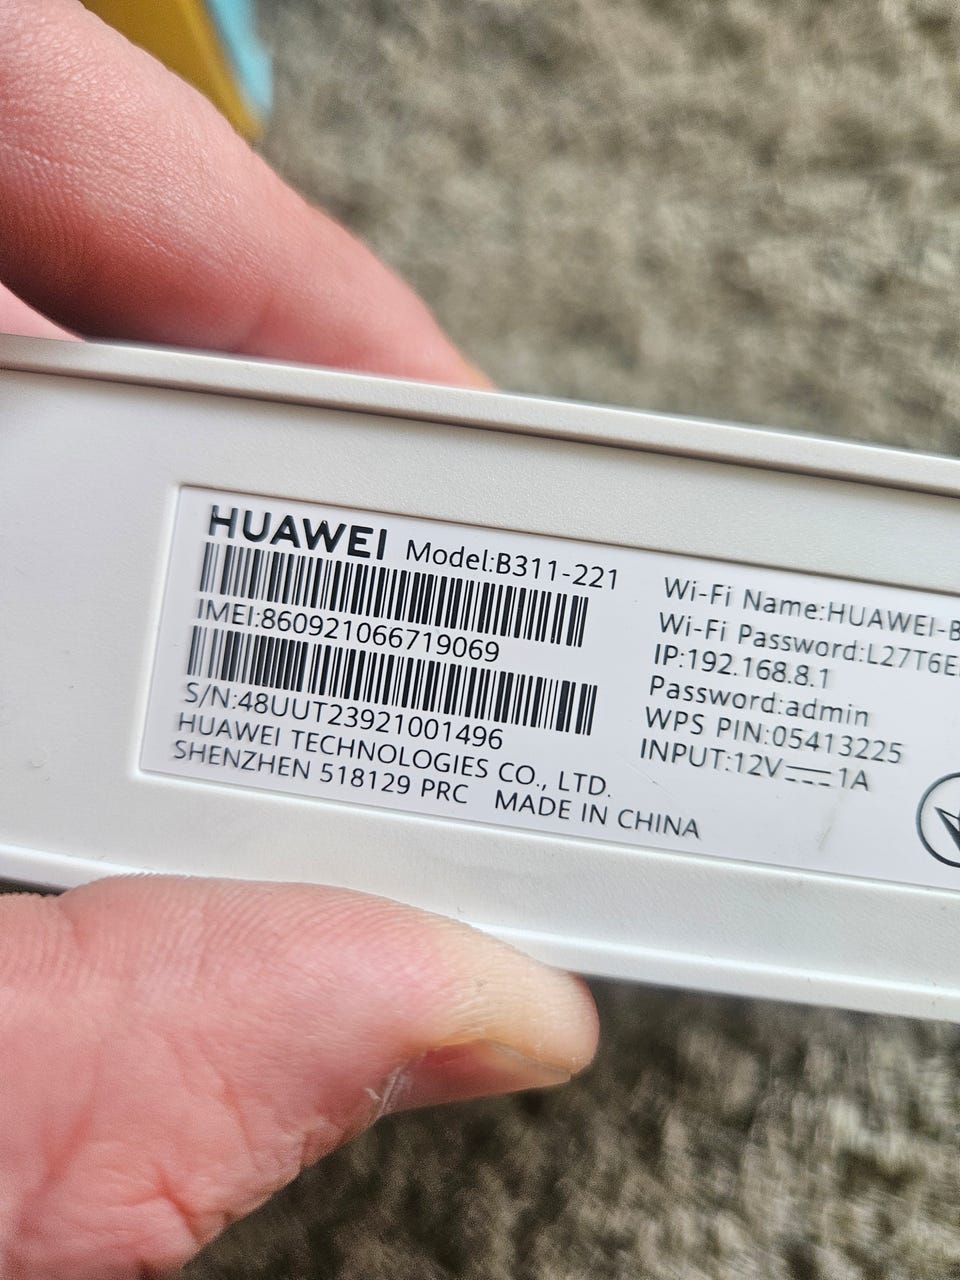 HUAWEI Model:B311-221
IMEI:860921066719069
S/N:48UUT23921001496
HUAWEI TECHNOLOGIES CO., LTD.
SHENZHEN 518129 PRC MADE IN CHINA
Wi-Fi Name:HUAWEI-B
Wi-Fi Password:L27T6E
IP:192.168.8.1
Password:admin
WPS PIN:05413225
INPUT:12V⎓1A